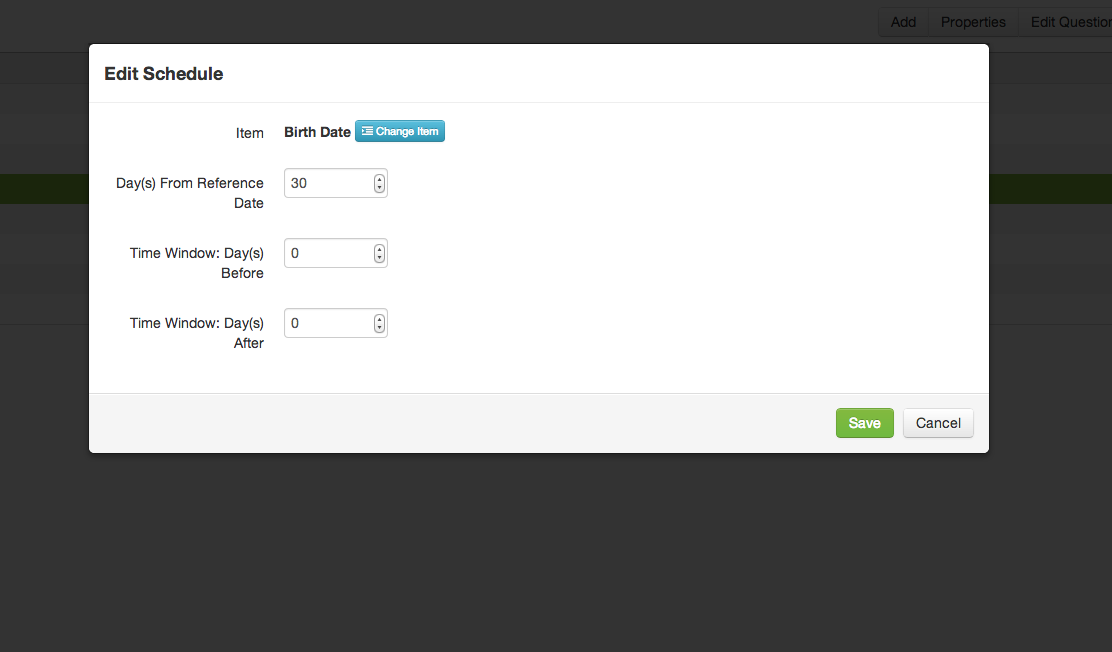 Add Properties Edit Question
Edit Schedule
Item Birth Date Change Item
Day(s) From Reference 30
Date
Time Window: Day(s) 0
Before
Time Window: Day(s) 0
After
Save Cancel